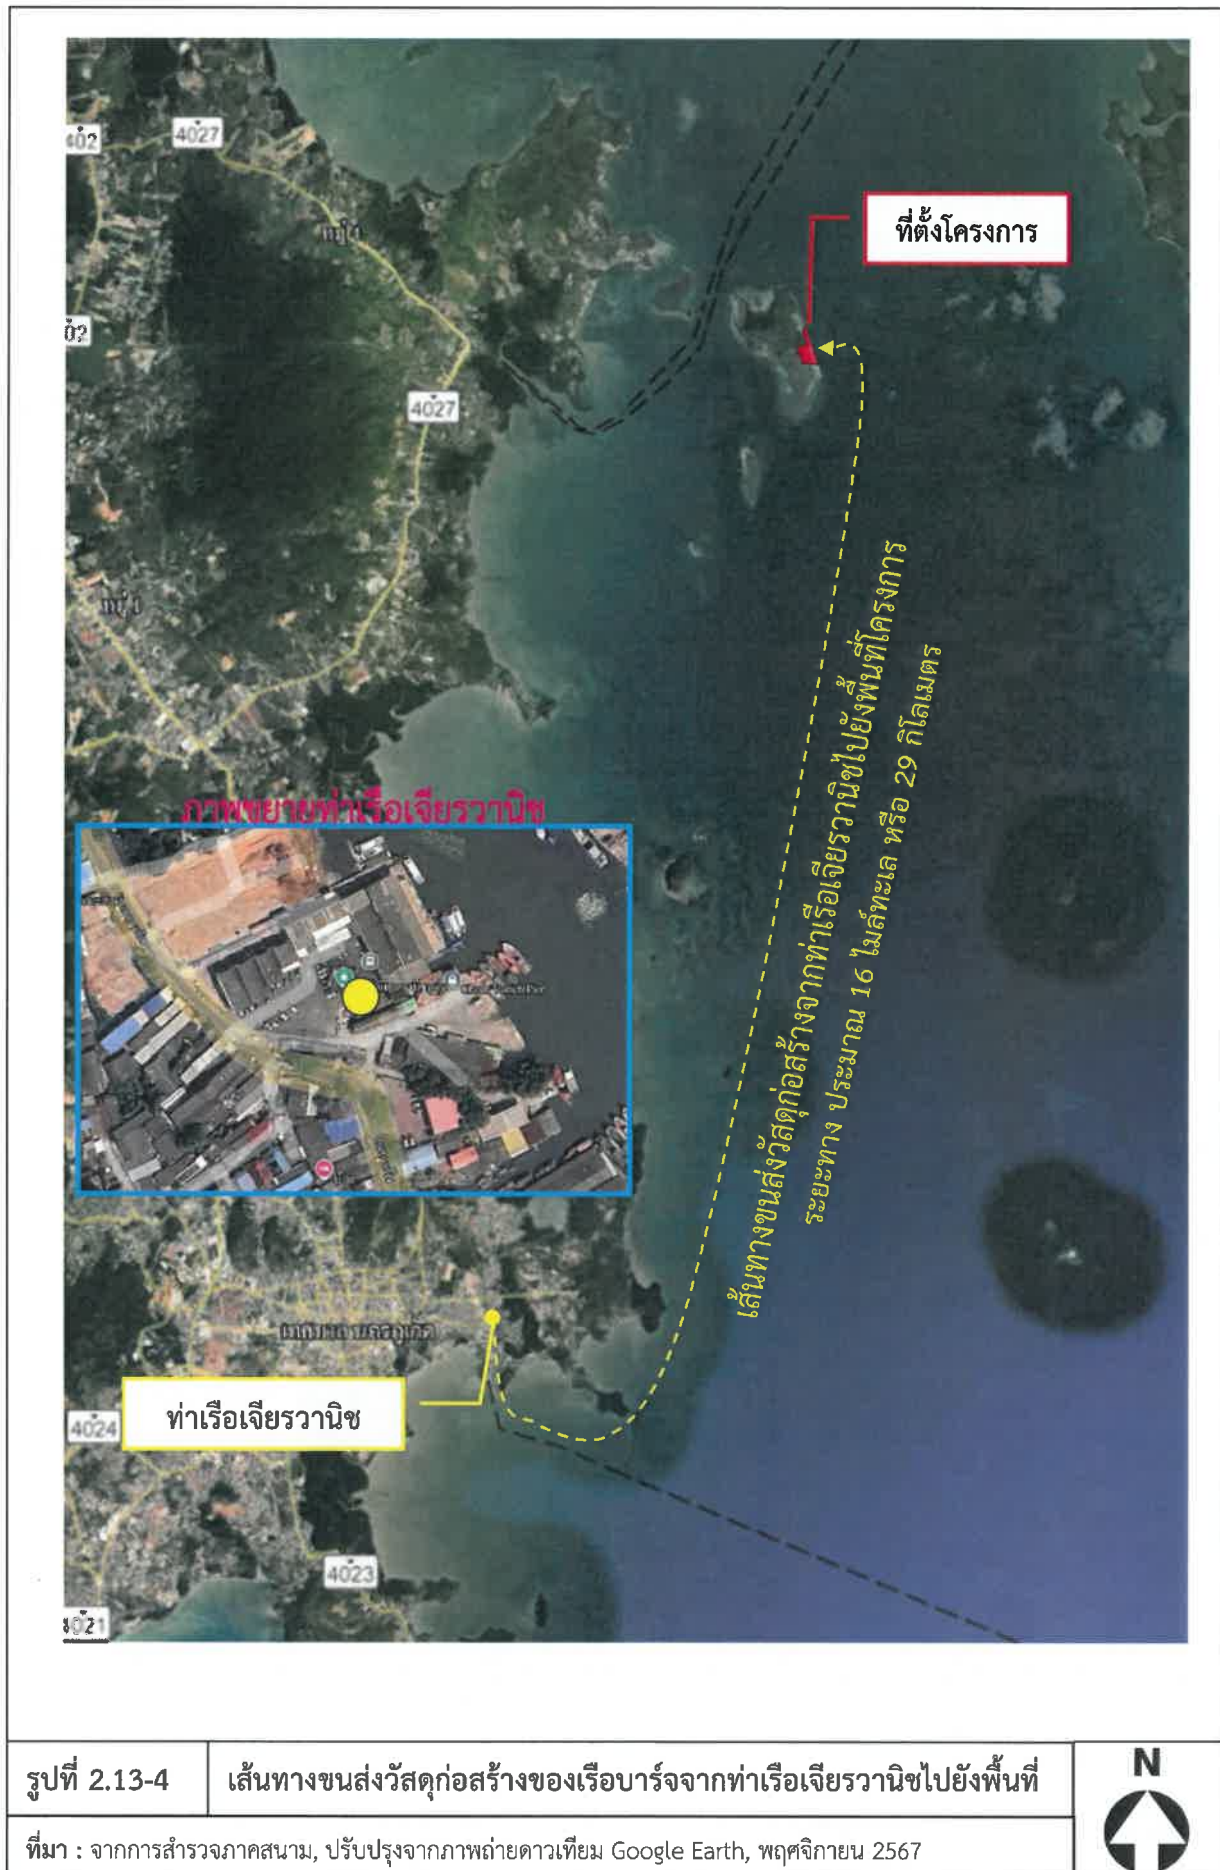 402
4027
ที่ตั้งโครงการ
02
4027
เส้นทางขนส่งวัสดุก่อสร้างจากท่าเรือเจียรวานิชไปยังพื้นที่โครงการ
ระยะทาง ประมาณ 16 ไมล์ทะเล หรือ 29 กิโลเมตร
ภาพขยายท่าเรือเจียรวานิช
ท่าเรือเจียรวานิช
4024
4023
4021
รูปที่ 2.13-4
เส้นทางขนส่งวัสดุก่อสร้างของเรือบาร์จจากท่าเรือเจียรวานิชไปยังพื้นที่
N
ที่มา : จากการสำรวจภาคสนาม, ปรับปรุงจากภาพถ่ายดาวเทียม Google Earth, พฤศจิกายน 2567